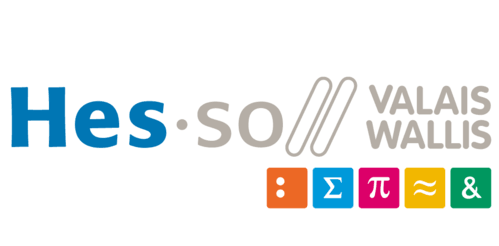 Hes·so
VALAIS
WALLIS
: Σ π ≈ &